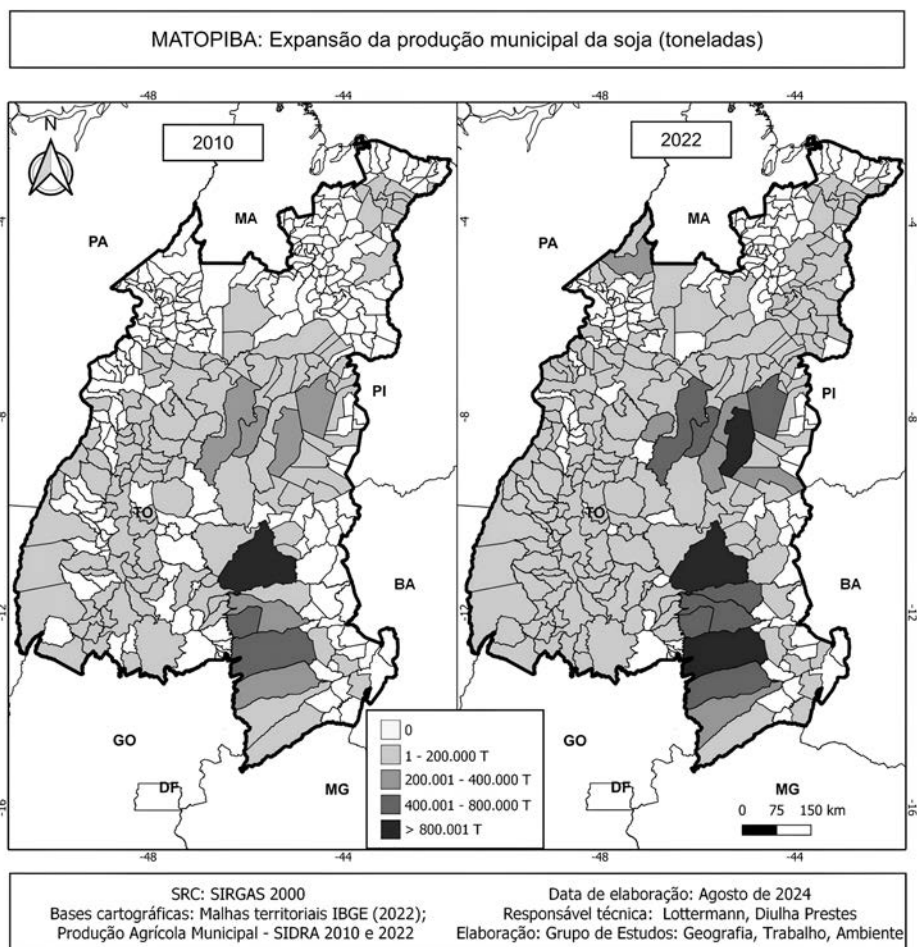 MATOPIBA: Expansão da produção municipal da soja (toneladas)
-48
-44
-48
-44
N
2010
2022
-4
MA
MA
-4
PA
PA
-8
PI
-8
PI
-8
TO
TO
BA
BA
-12
-12
-12
GO
GO
DF
DF
MG
MG
-16
0
1 - 200.000 T
200.001 - 400.000 T
400.001 - 800.000 T
> 800.001 T
0 75 150 km
-48
-44
-48
-44
SRC: SIRGAS 2000
Bases cartográficas: Malhas territoriais IBGE (2022);
Produção Agrícola Municipal - SIDRA 2010 e 2022
Data de elaboração: Agosto de 2024
Responsável técnica: Lottermann, Diulha Prestes
Elaboração: Grupo de Estudos: Geografia, Trabalho, Ambiente